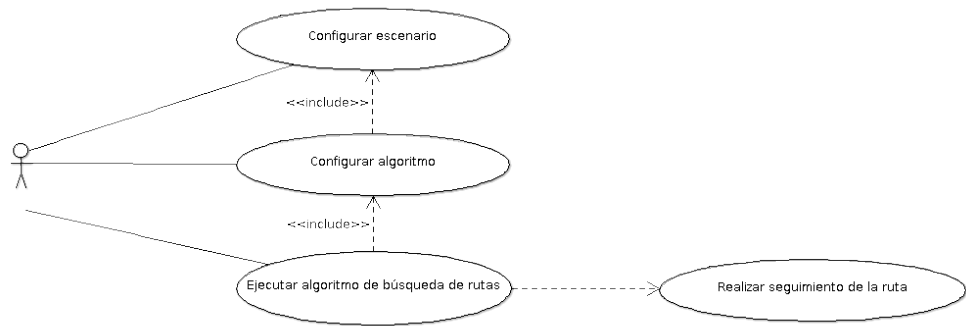 Configurar escenario
<<include>>
Configurar algoritmo
<<include>>
Ejecutar algoritmo de búsqueda de rutas
Realizar seguimiento de la ruta